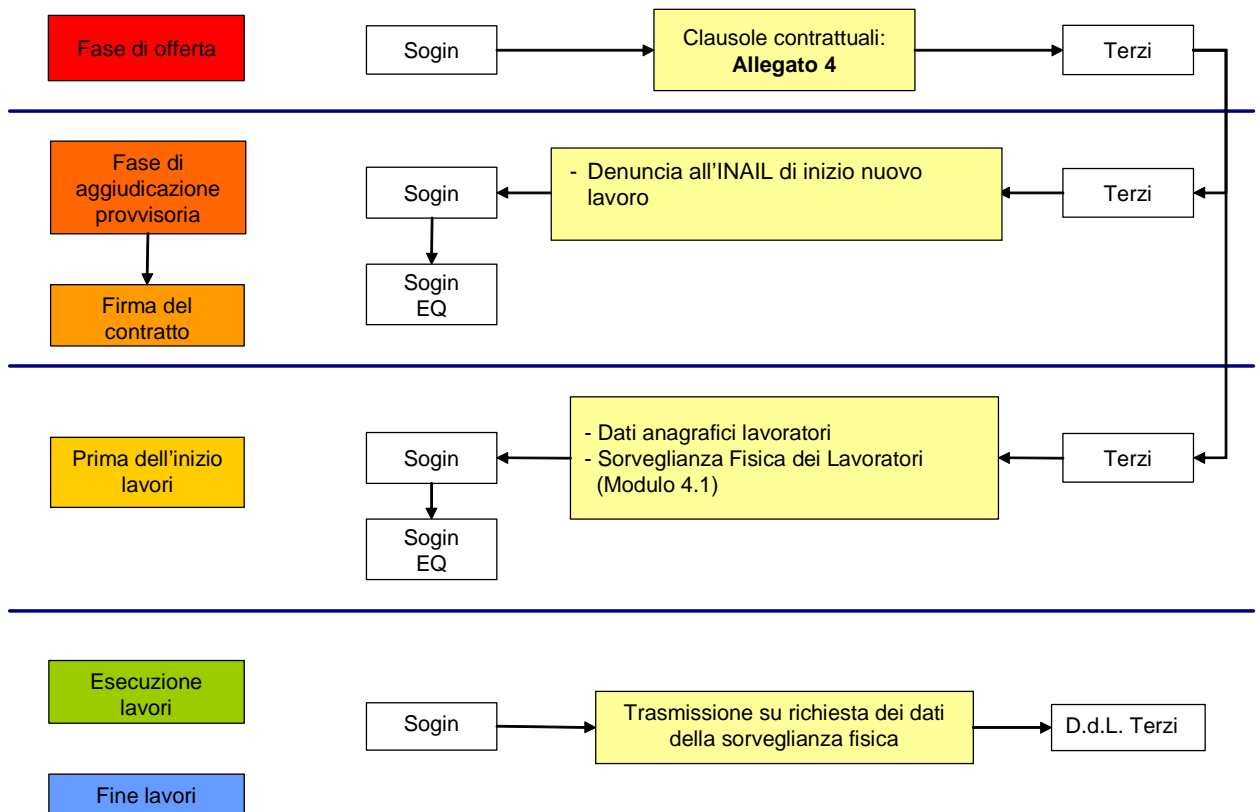 Fase di offerta
Sogin
Clausole contrattuali:
Allegato 4
Terzi
Fase di
aggiudicazione
provvisoria
Sogin
- Denuncia all'INAIL di inizio nuovo
lavoro
Terzi
Sogin
EQ
Firma del
contratto
Prima dell'inizio
lavori
Sogin
- Dati anagrafici lavoratori
- Sorveglianza Fisica dei Lavoratori
(Modulo 4.1)
Terzi
Sogin
EQ
Esecuzione
lavori
Sogin
Trasmissione su richiesta dei dati
della sorveglianza fisica
D.d.L. Terzi
Fine lavori